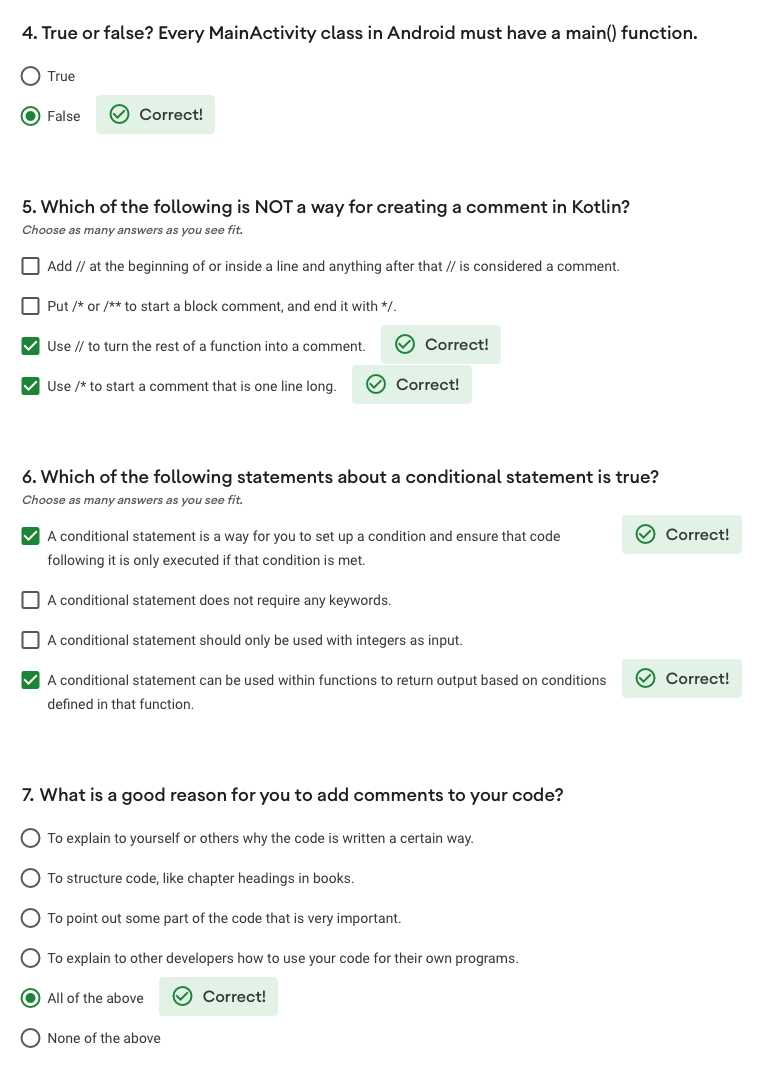 4. True or false? Every MainActivity class in Android must have a main() function.
True
False
Correct!
5. Which of the following is NOT a way for creating a comment in Kotlin?
Choose as many answers as you see fit.
Add // at the beginning of or inside a line and anything after that // is considered a comment.
Put /* or /** to start a block comment, and end it with */.
Use // to turn the rest of a function into a comment.
Correct!
Use /* to start a comment that is one line long.
Correct!
6. Which of the following statements about a conditional statement is true?
Choose as many answers as you see fit.
A conditional statement is a way for you to set up a condition and ensure that code
following it is only executed if that condition is met.
Correct!
A conditional statement does not require any keywords.
A conditional statement should only be used with integers as input.
A conditional statement can be used within functions to return output based on conditions
defined in that function.
Correct!
7. What is a good reason for you to add comments to your code?
To explain to yourself or others why the code is written a certain way.
To structure code, like chapter headings in books.
To point out some part of the code that is very important.
To explain to other developers how to use your code for their own programs.
All of the above
Correct!
None of the above